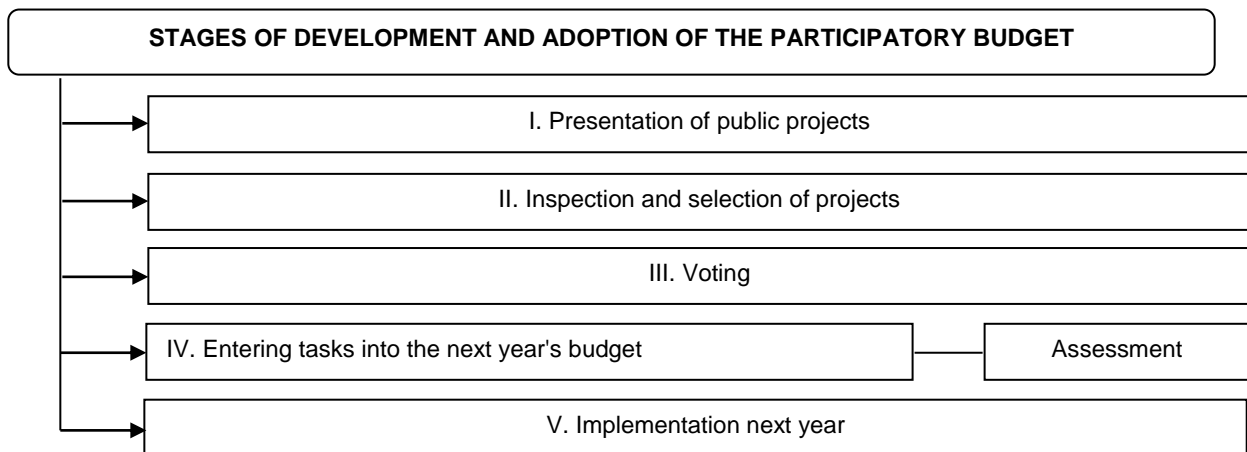 STAGES OF DEVELOPMENT AND ADOPTION OF THE PARTICIPATORY BUDGET
I. Presentation of public projects
II. Inspection and selection of projects
III. Voting
IV. Entering tasks into the next year's budget
Assessment
V. Implementation next year